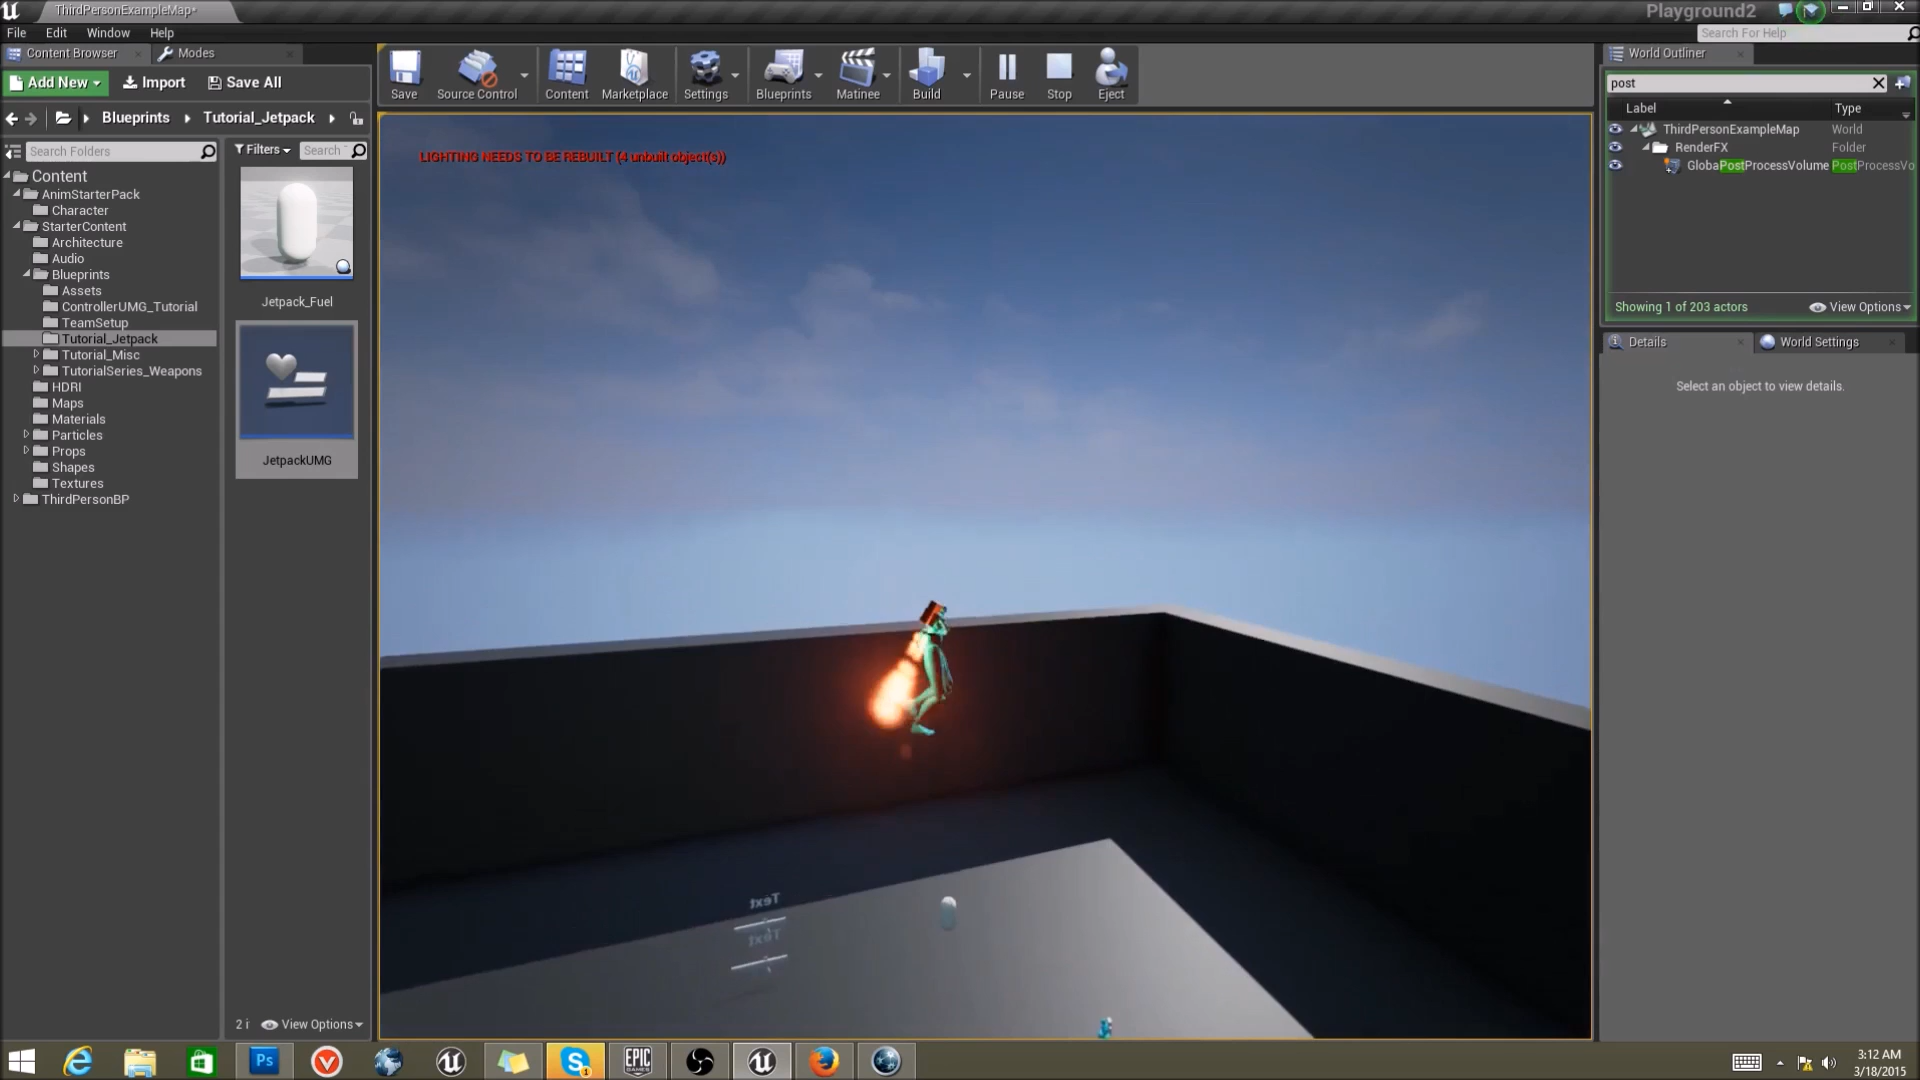 ThirdPersonExampleMap*
Playground2
File Edit Window Help
Search For Help
Content Browser
Modes
World Outliner
Add New
Import
Save All
Save
Source Control
Content
Marketplace
Settings
Blueprints
Matinee
Build
Pause
Stop
Eject
post
Label
Type
Blueprints
Tutorial_Jetpack
ThirdPersonExampleMap World
RenderFX Folder
GlobaPostProcessVolume PostProcessVo
Search Folders
Filters
Search
LIGHTING NEEDS TO BE REBUILT (4 unbuilt object(s))
Content
AnimStarterPack
Character
StarterContent
Architecture
Audio
Blueprints
Assets
ControllerUMG_Tutorial
TeamSetup
Tutorial_Jetpack
Tutorial_Misc
TutorialSeries_Weapons
HDRI
Maps
Materials
Particles
Props
Shapes
Textures
ThirdPersonBP
Jetpack_Fuel
JetpackUMG
Showing 1 of 203 actors
View Options
Details
World Settings
Select an object to view details.
Text
Text
2 i
View Options
Ps
EPIC
GAMES
1
3:12 AM
3/18/2015